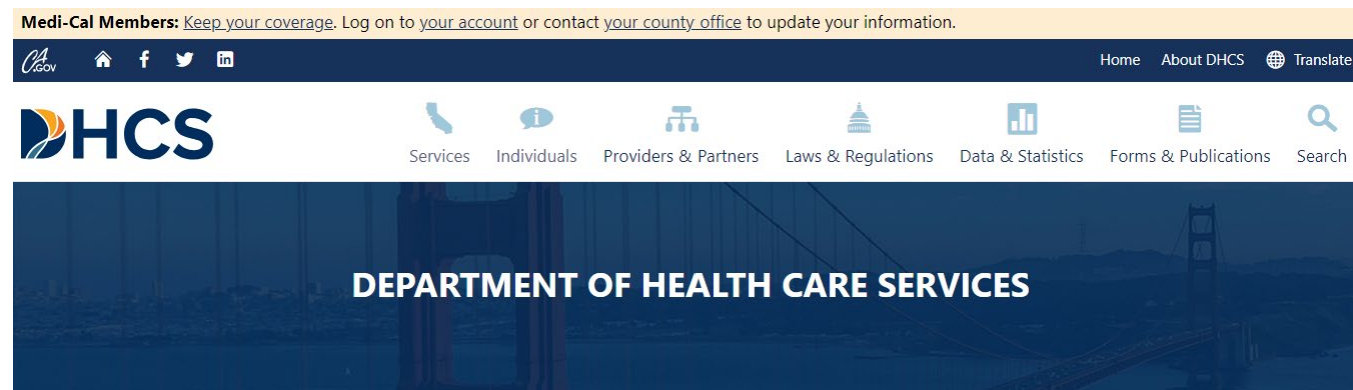 Medi-Cal Members: Keep your coverage. Log on to your account or contact your county office to update your information.
CA.GOV Home About DHCS Translate
DHCS
Services Individuals Providers & Partners Laws & Regulations Data & Statistics Forms & Publications Search
DEPARTMENT OF HEALTH CARE SERVICES